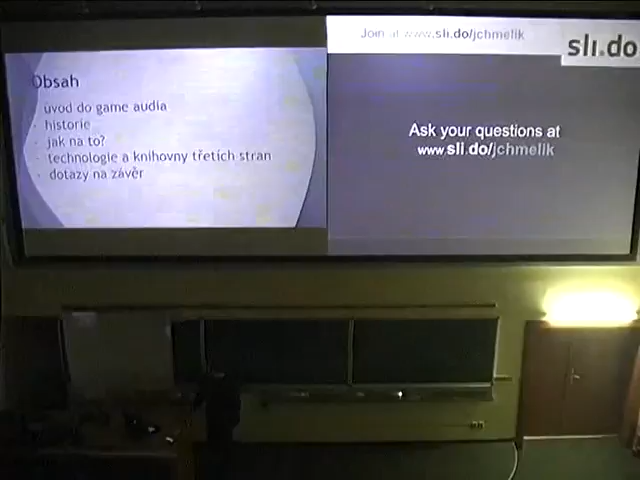 Obsah
úvod do game audia
historie
jak na to?
technologie a knihovny třetích stran
dotazy na závěr
Join at www.sli.do/jchmelik
sli.do
Ask your questions at
www.sli.do/jchmelik